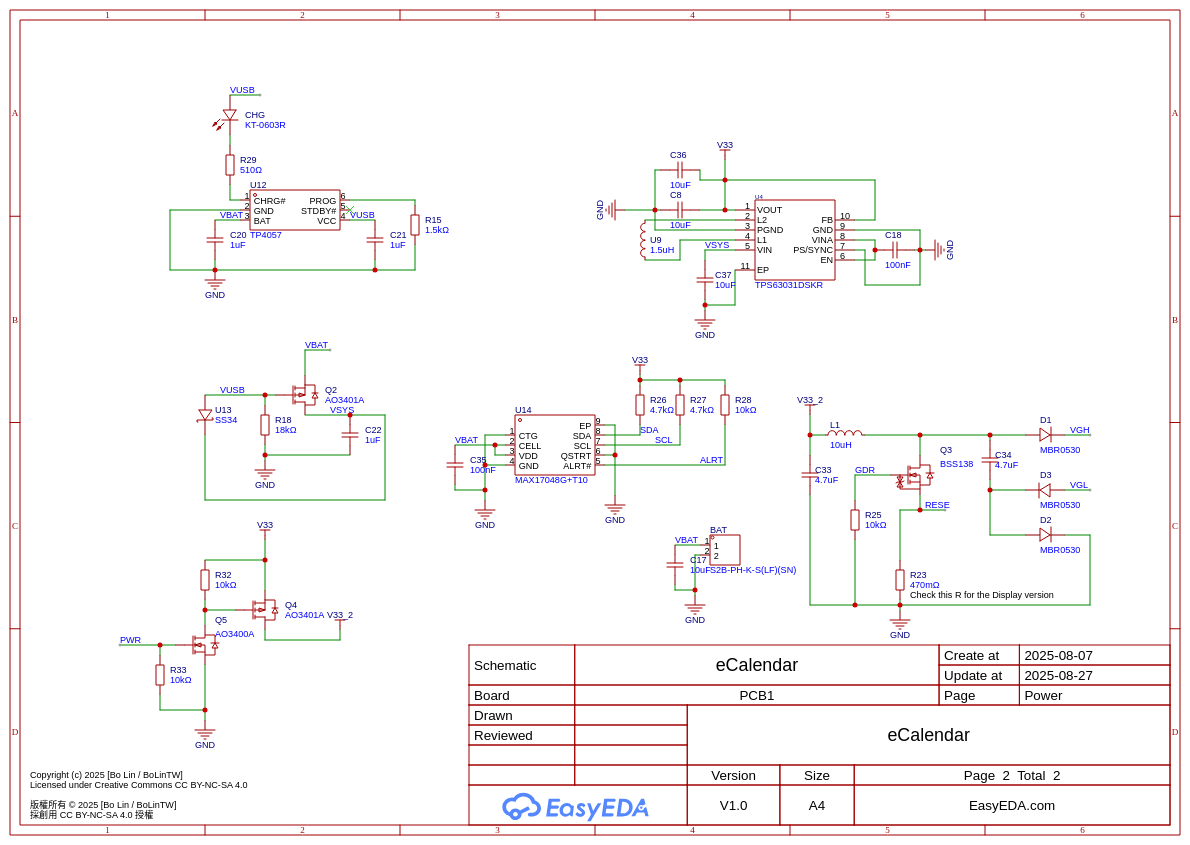 1 2 3 4 5 6
A A
B B
C C
D D
VUSB
CHG
KT-0603R
R29
510Ω
U12
1 CHRG# PROG 6
2 GND STDBY# 5
VBAT 3 BAT VCC 4 VUSB
TP4057
C20
1uF
C21
1uF
R15
1.5kΩ
GND
V33
C36
10uF
C8
10uF
GND
U9
1.5uH
VSYS
C37
10uF
GND
U4
1 VOUT
2 L2 FB 10
3 PGND GND 9
4 L1 VINA 8
5 VIN PS/SYNC 7
EN 6
11 EP
TPS63031DSKR
C18
100nF
GND
VBAT
VUSB
Q2
AO3401A
VSYS
U13
SS34
R18
18kΩ
C22
1uF
GND
V33
R26
4.7kΩ
R27
4.7kΩ
R28
10kΩ
SDA
SCL
ALRT
U14
EP 9
1 CTG SDA 8
2 CELL SCL 7
3 VDD QSTRT 6
4 GND ALRT# 5
MAX17048G+T10
VBAT
C35
100nF
GND
GND
V33_2
L1
10uH
C33
4.7uF
GDR
Q3
BSS138
RESE
C34
4.7uF
D1
VGH
MBR0530
D3
VGL
MBR0530
D2
MBR0530
R25
10kΩ
R23
470mΩ
Check this R for the Display version
GND
BAT
VBAT 1 1
2 2
C17
10uF
S2B-PH-K-S(LF)(SN)
GND
V33
R32
10kΩ
Q4
AO3401A
V33_2
Q5
AO3400A
PWR
R33
10kΩ
GND
Schematic eCalendar Create at 2025-08-07
Update at 2025-08-27
Board PCB1 Page Power
Drawn
Reviewed eCalendar
Version Size Page 2 Total 2
EasyEDA V1.0 A4 EasyEDA.com
Copyright (c) 2025 [Bo Lin / BoLinTW]
Licensed under Creative Commons CC BY-NC-SA 4.0
版權所有 © 2025 [Bo Lin / BoLinTW]
採創用 CC BY-NC-SA 4.0 授權
1 2 3 4 5 6